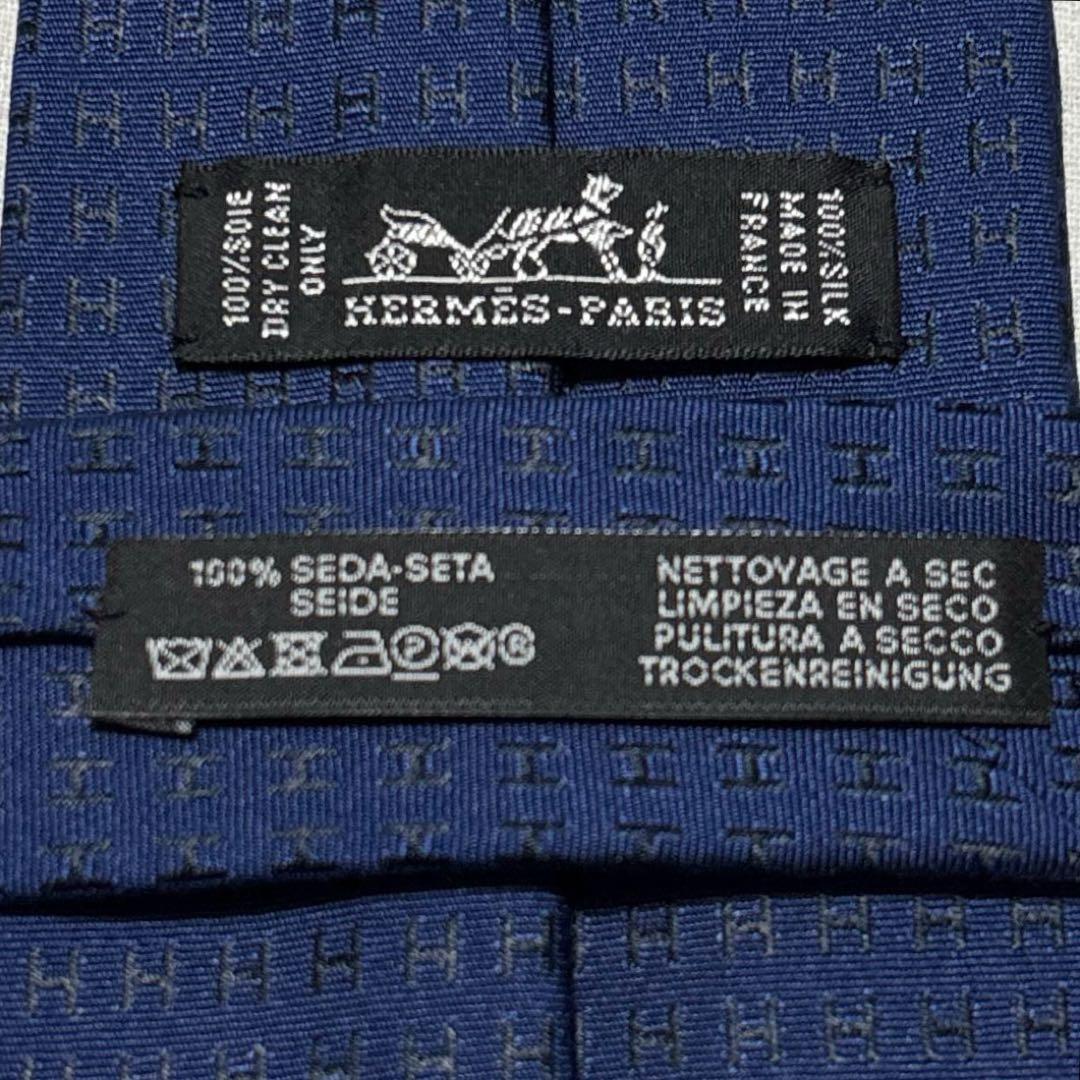 100%SOIE
DRY CLEAN
ONLY
HERMÈS-PARIS
100%SILK
MADE IN
FRANCE
100% SEDA-SETA
SEIDE
P
NETTOYAGE A SEC
LIMPIEZA EN SECO
PULITURA A SECCO
TROCKENREINIGUNG